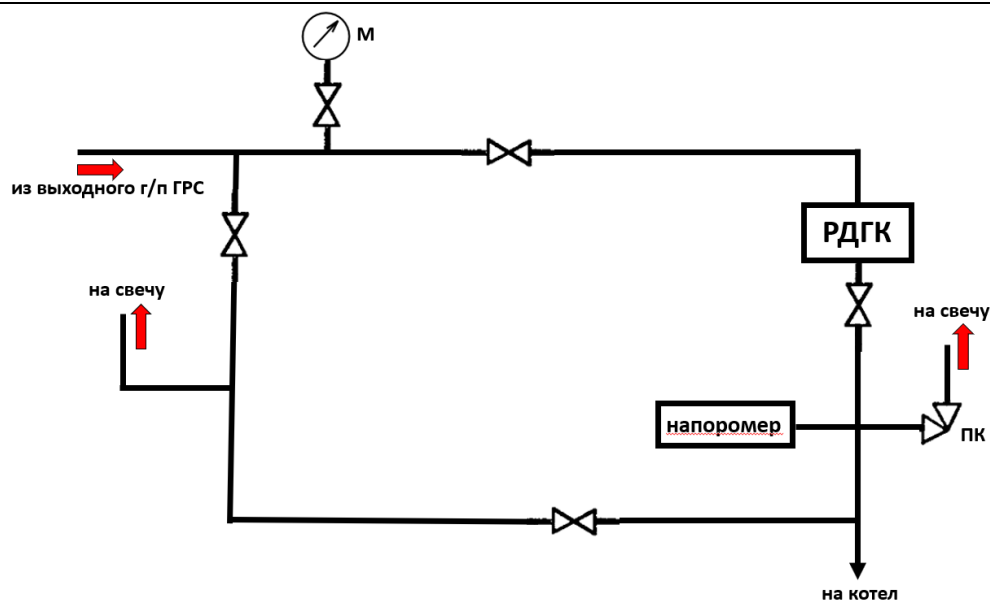 М
из выходного г/п ГРС
РДГК
на свечу
на свечу
напоромер
ПК
на котел